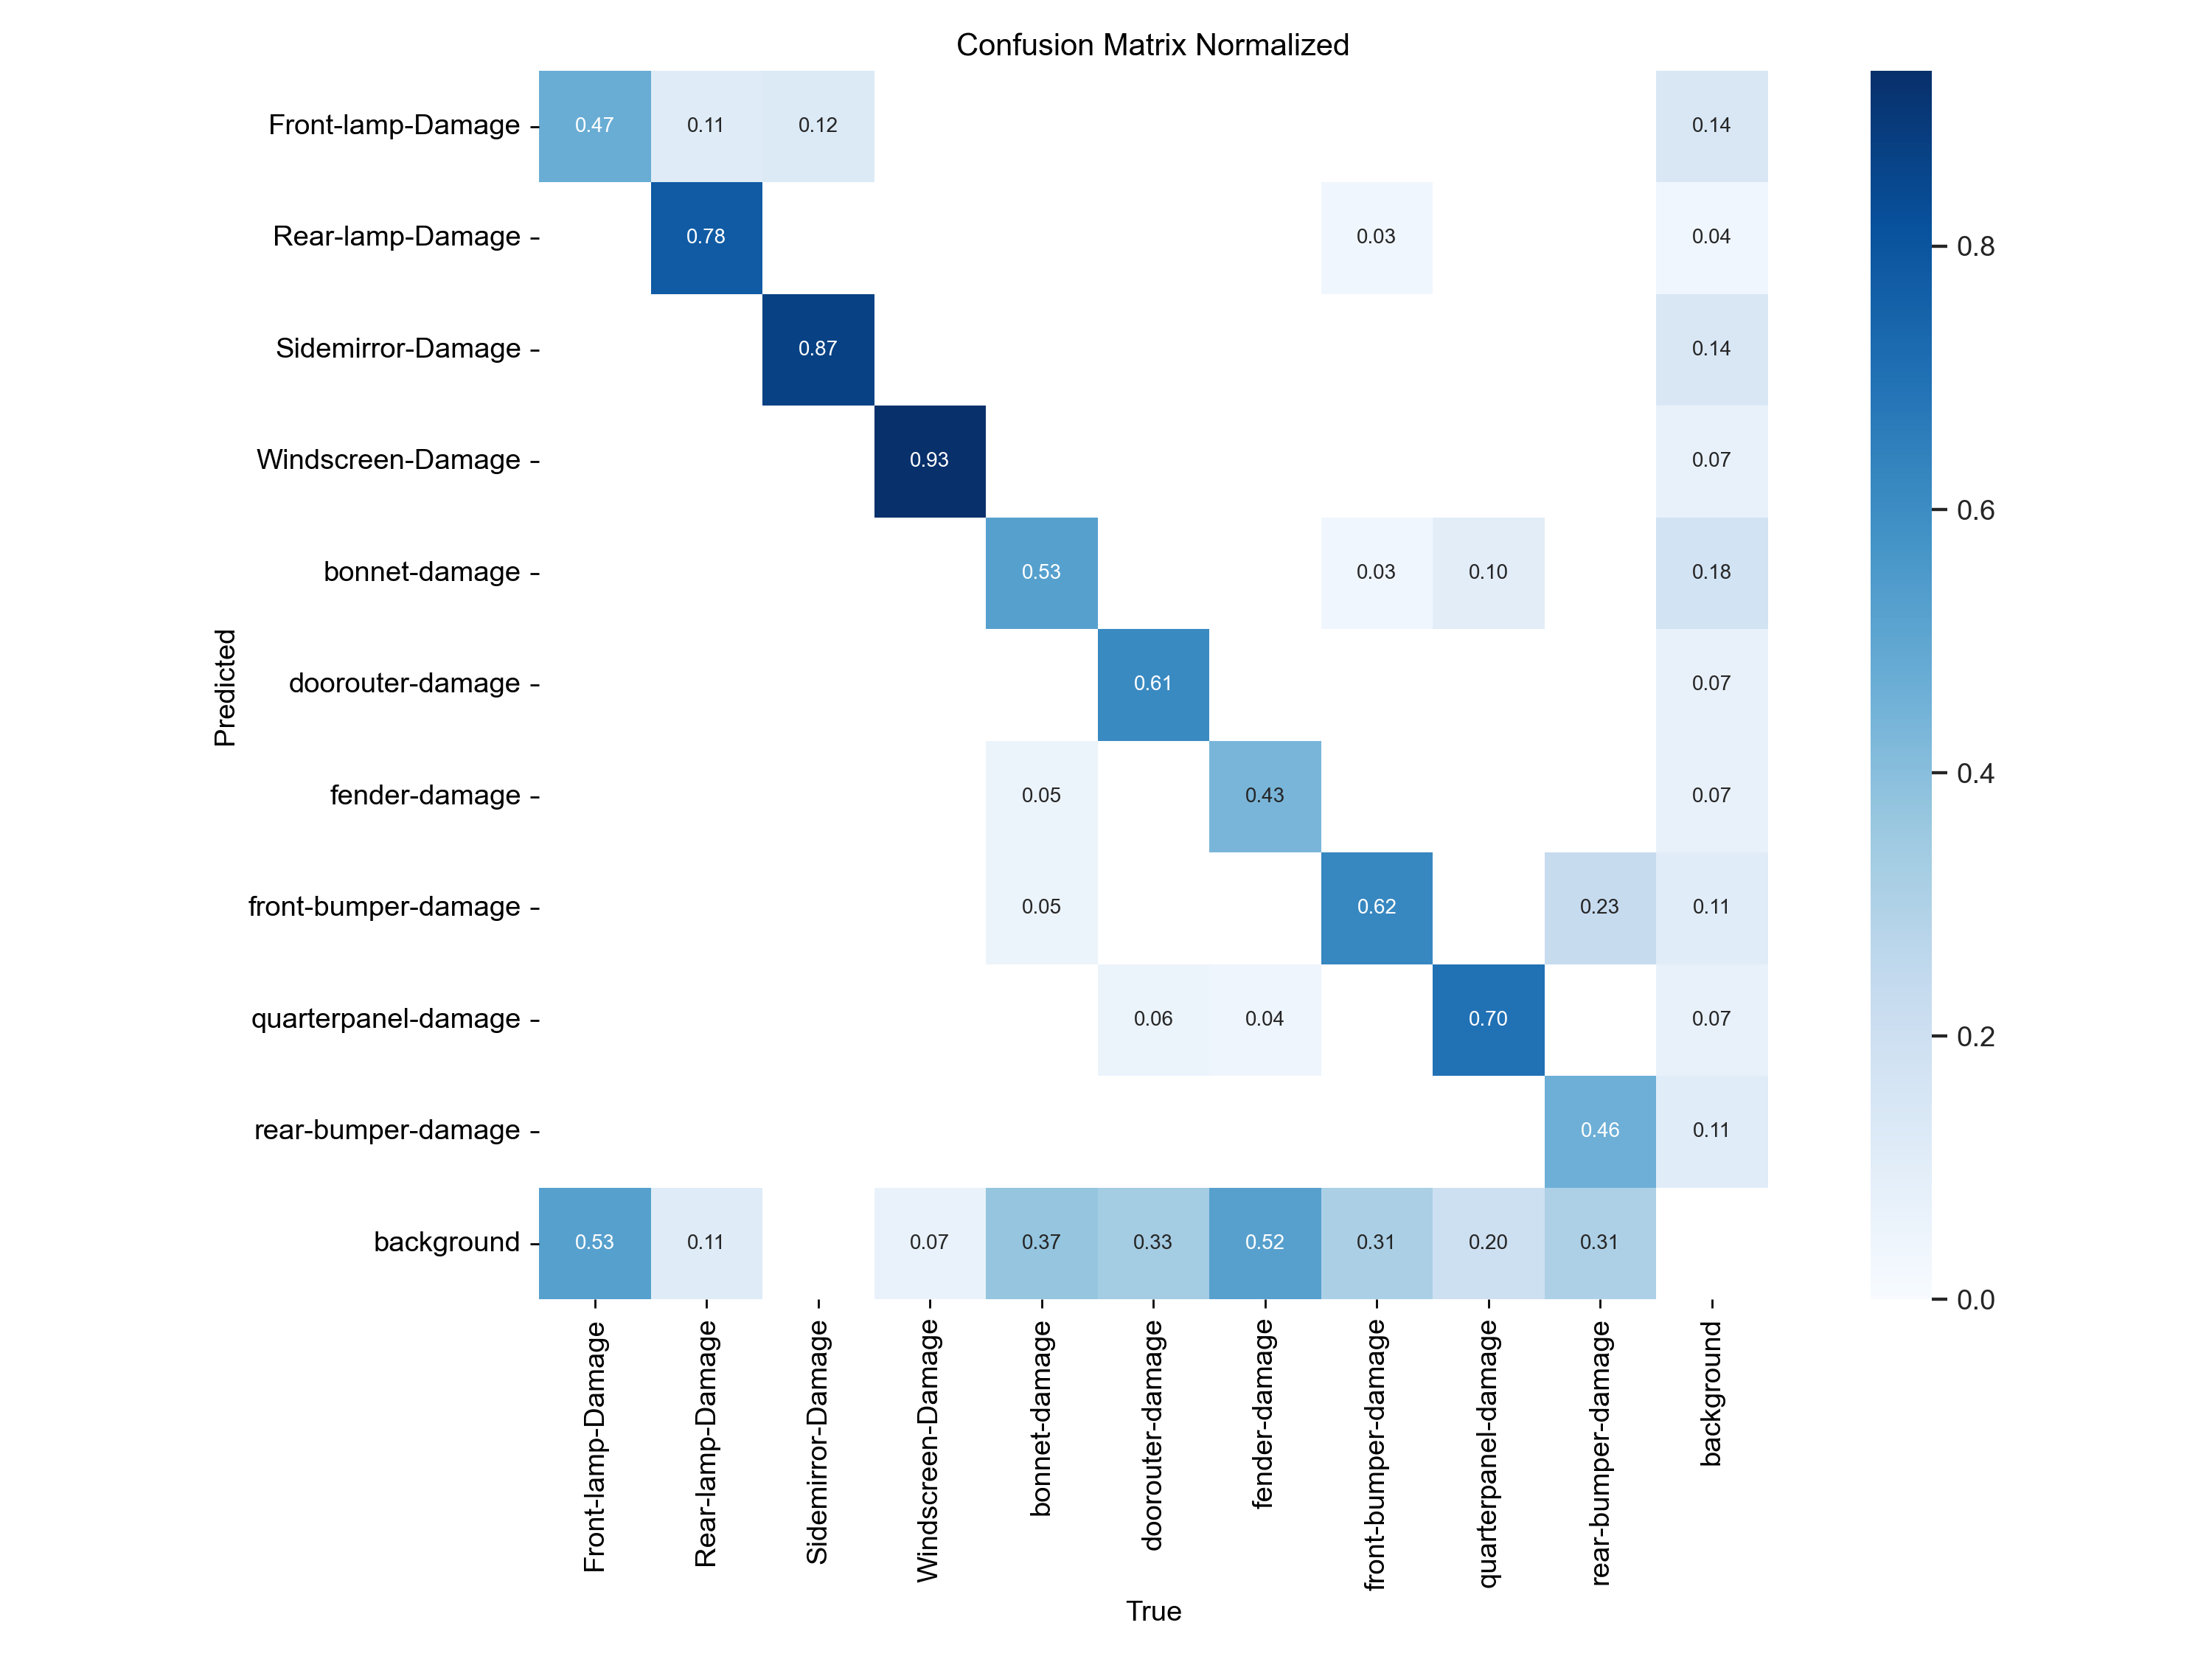 Confusion Matrix Normalized
Front-lamp-Damage 0.47 0.11 0.12 0.14
Rear-lamp-Damage 0.78 0.03 0.04
Sidemirror-Damage 0.87 0.14
Windscreen-Damage 0.93 0.07
bonnet-damage 0.53 0.03 0.10 0.18
doorouter-damage 0.61 0.07
fender-damage 0.05 0.43 0.07
front-bumper-damage 0.05 0.62 0.23 0.11
quarterpanel-damage 0.06 0.04 0.70 0.07
rear-bumper-damage 0.46 0.11
background 0.53 0.11 0.07 0.37 0.33 0.52 0.31 0.20 0.31
Predicted
Front-lamp-Damage
Rear-lamp-Damage
Sidemirror-Damage
Windscreen-Damage
bonnet-damage
doorouter-damage
fender-damage
front-bumper-damage
quarterpanel-damage
rear-bumper-damage
background
True
0.8
0.6
0.4
0.2
0.0